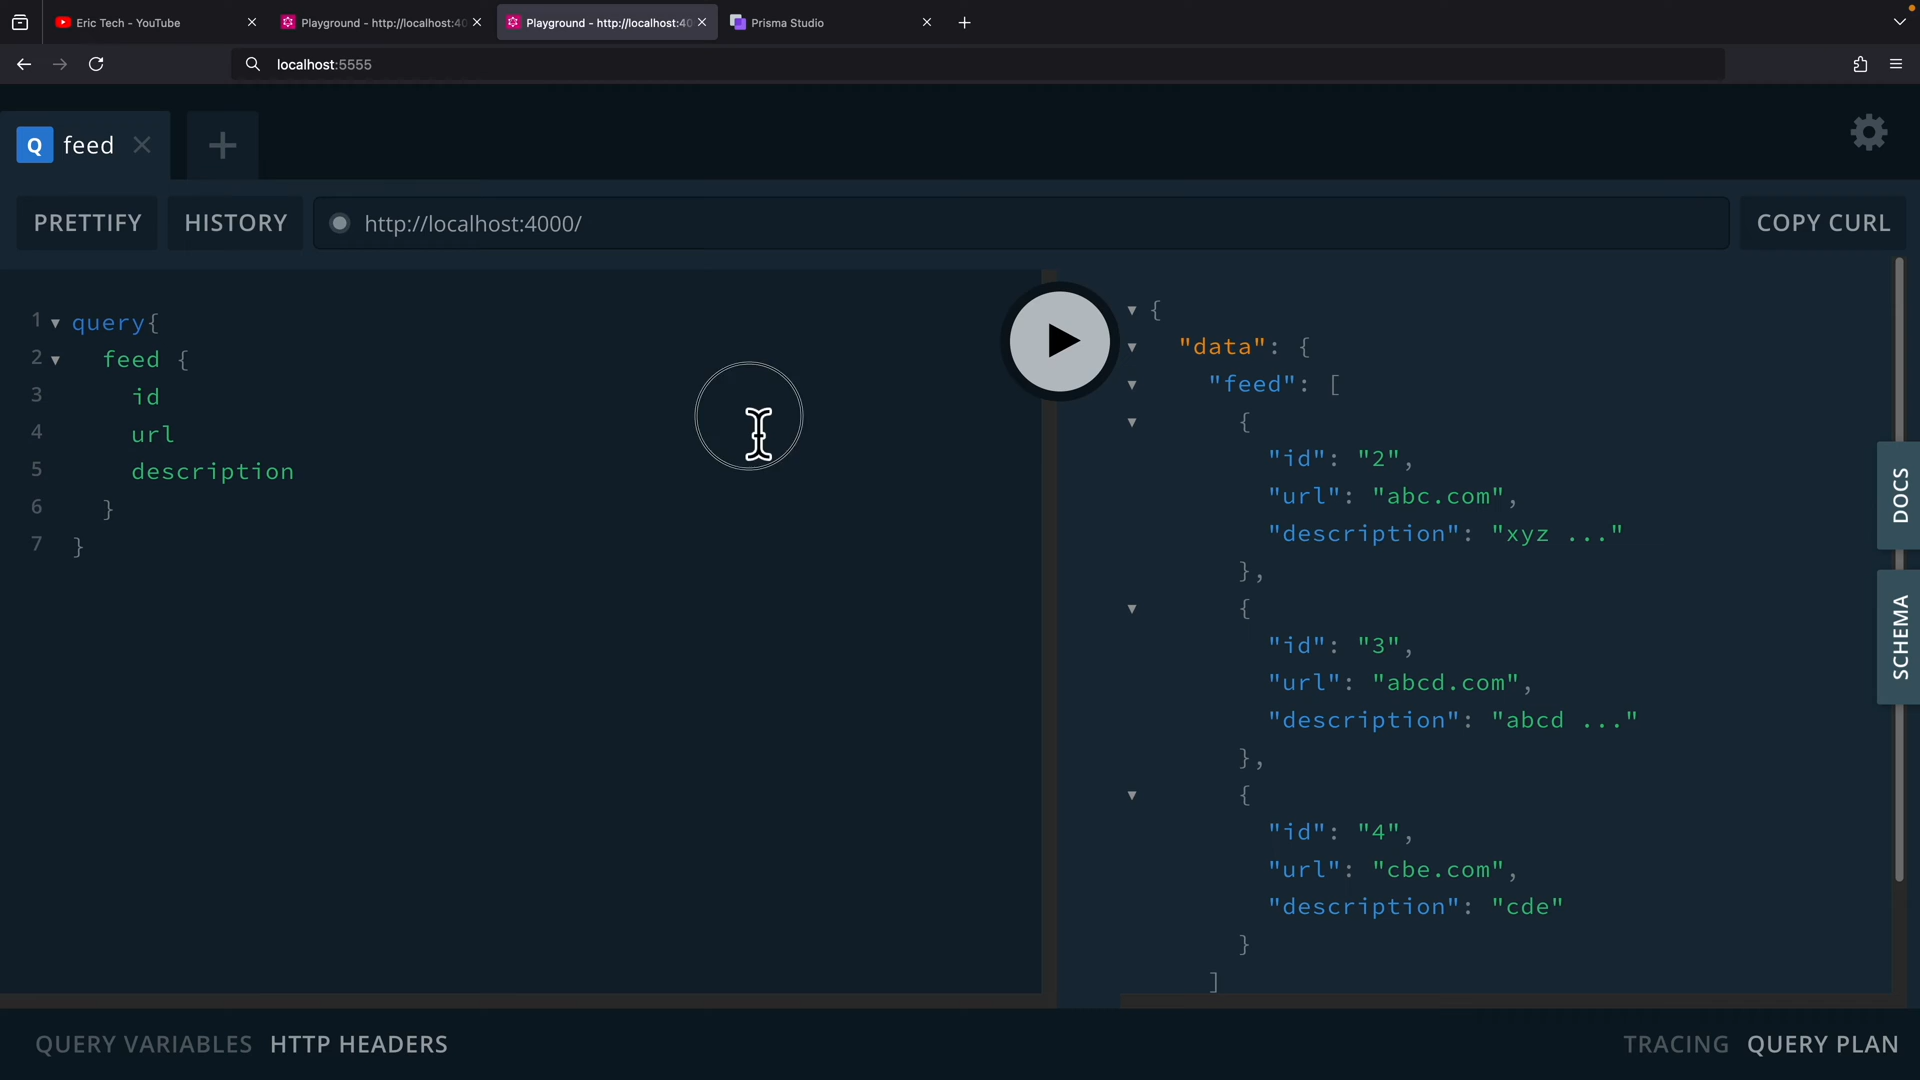 Eric Tech - YouTube
Playground - http://localhost:40
Playground - http://localhost:40
Prisma Studio
localhost:5555
Q feed
PRETTIFY
HISTORY
http://localhost:4000/
COPY CURL
1 query{
2 feed {
3 id
4 url
5 description
6 }
7 }
{
"data": {
"feed": [
{
"id": "2",
"url": "abc.com",
"description": "xyz ..."
},
{
"id": "3",
"url": "abcd.com",
"description": "abcd ..."
},
{
"id": "4",
"url": "cbe.com",
"description": "cde"
}
]
DOCS
SCHEMA
QUERY VARIABLES
HTTP HEADERS
TRACING
QUERY PLAN